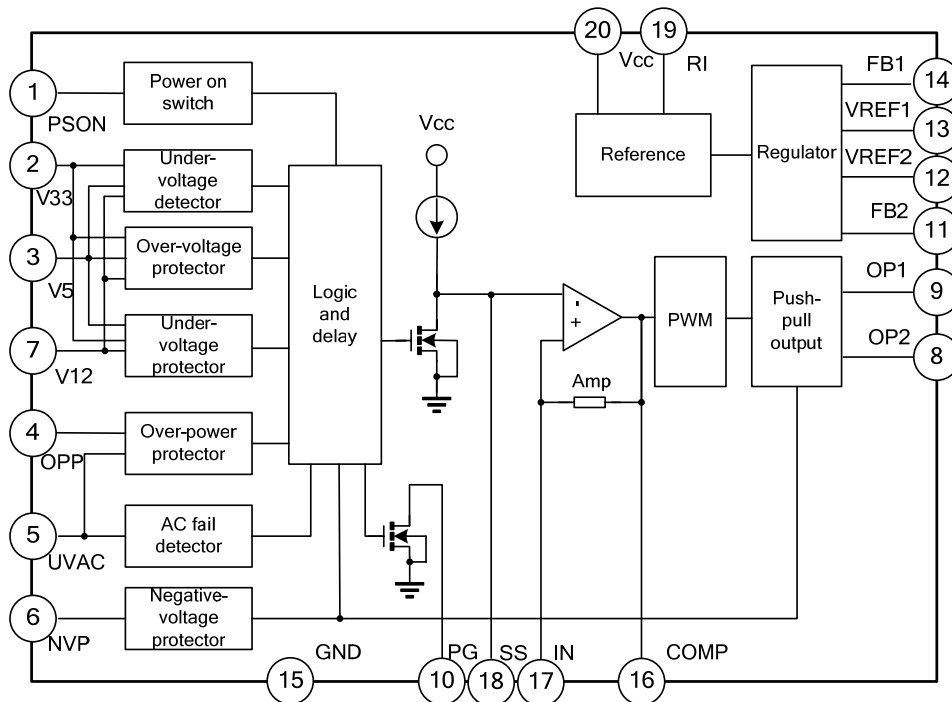 20
19
Vcc
RI
1
PSON
Power on
switch
2
V33
Under-
voltage
detector
3
V5
Over-voltage
protector
7
V12
Under-
voltage
protector
4
OPP
Over-power
protector
5
UVAC
AC fail
detector
6
NVP
Negative-
voltage
protector
Logic
and
delay
Vcc
Reference
Regulator
FB1
14
VREF1
13
VREF2
12
FB2
11
-
+
Amp
PWM
Push-
pull
output
OP1
9
OP2
8
GND
15
PG
10
SS
18
IN
17
COMP
16